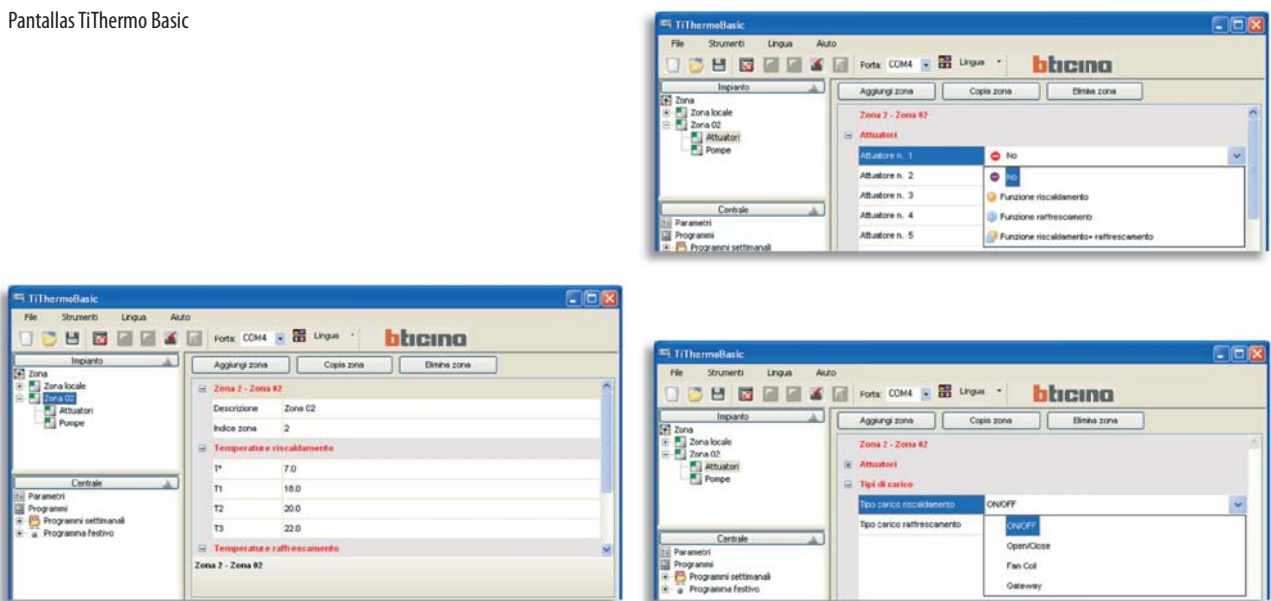 Pantallas TiThermo Basic
TiThermoBasic
File Strumenti Lingua Aiuto
Porta: COM4 Lingua bticino
Impianto
Aggiungi zona Copia zona Elimina zona
Zona
Zona locale
Zona 02
Attuatori
Pompe
Zona 2 - Zona 02
Attuatori
Attuatore n. 1 No
Attuatore n. 2 No
Attuatore n. 3 Funzione riscaldamento
Attuatore n. 4 Funzione raffrescamento
Attuatore n. 5 Funzione riscaldamento+ raffrescamento
Centrale
Parametri
Programmi
Programmi settimanali
TiThermoBasic
File Strumenti Lingua Aiuto
Porta: COM4 Lingua bticino
Impianto
Aggiungi zona Copia zona Elimina zona
Zona
Zona locale
Zona 02
Attuatori
Pompe
Zona 2 - Zona 02
Descrizione Zona 02
Indice zona 2
Temperature riscaldamento
T* 7.0
T1 18.0
T2 20.0
T3 22.0
Temperature raffrescamento
Zona 2 - Zona 02
Centrale
Parametri
Programmi
Programmi settimanali
Programma festivo
TiThermoBasic
File Strumenti Lingua Aiuto
Porta: COM4 Lingua bticino
Impianto
Aggiungi zona Copia zona Elimina zona
Zona
Zona locale
Zona 02
Attuatori
Pompe
Zona 2 - Zona 02
Attuatori
Tipi di carico
Tipo carico riscaldamento ON/OFF
Tipo carico raffrescamento ON/OFF
Open/Close
Fan Coil
Gateway
Centrale
Parametri
Programmi
Programmi settimanali
Programma festivo